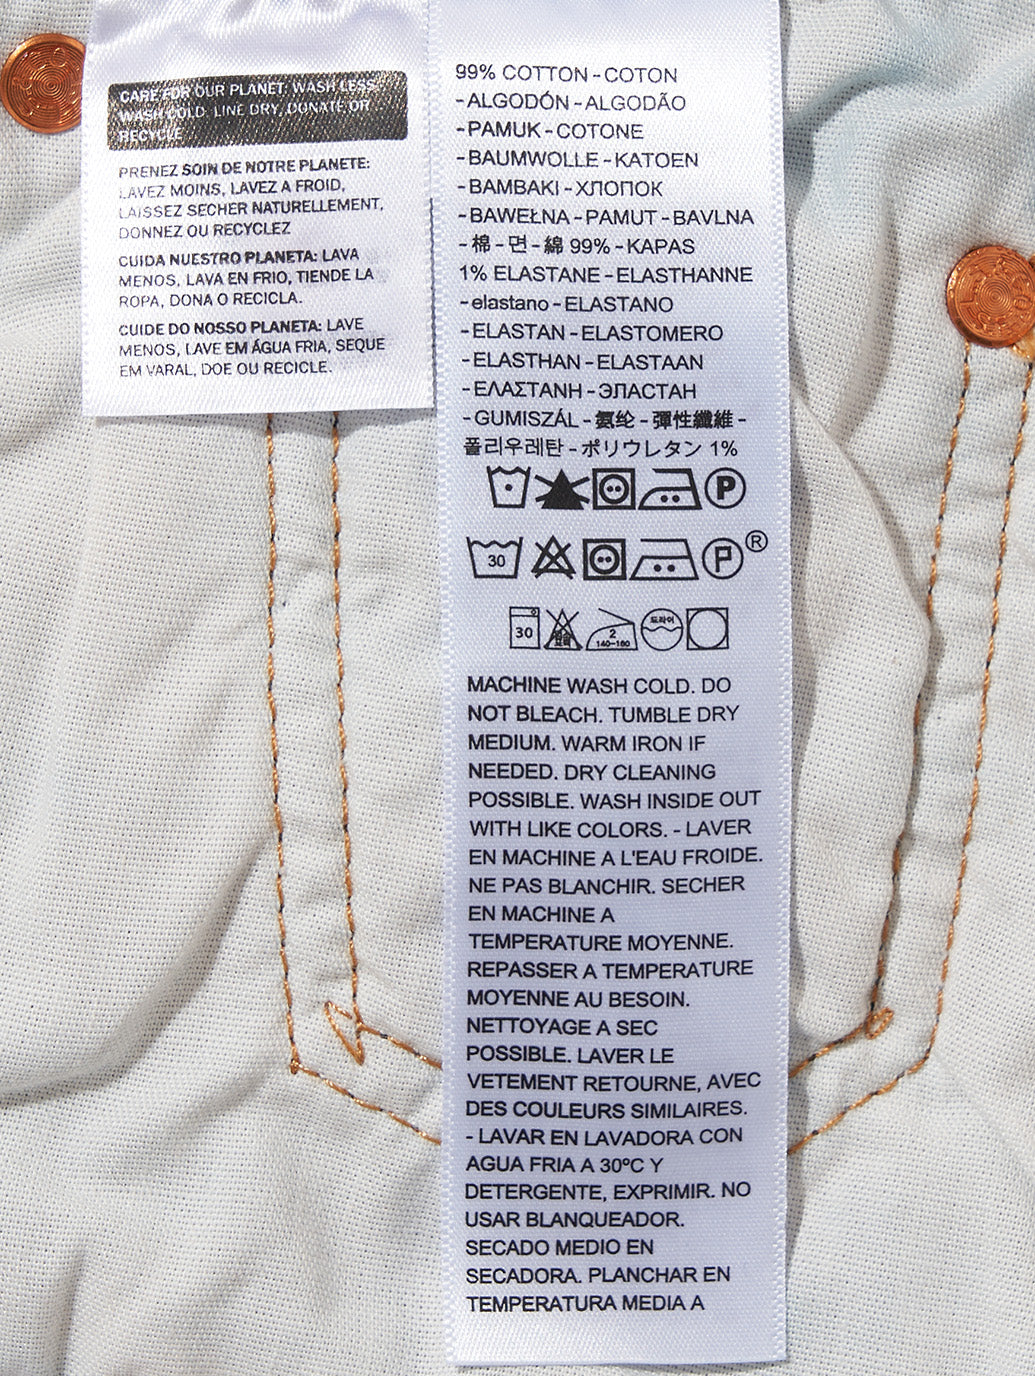 CARE FOR OUR PLANET: WASH LESS,
WASH COLD, LINE DRY, DONATE OR
RECYCLE
PRENEZ SOIN DE NOTRE PLANETE:
LAVEZ MOINS, LAVEZ A FROID,
LAISSEZ SECHER NATURELLEMENT,
DONNEZ OU RECYCLEZ
CUIDA NUESTRO PLANETA: LAVA
MENOS, LAVA EN FRIO, TIENDE LA
ROPA, DONA O RECICLA.
CUIDE DO NOSSO PLANETA: LAVE
MENOS, LAVE EM ÁGUA FRIA, SEQUE
EM VARAL, DOE OU RECICLE.
99% COTTON - COTON
- ALGODÓN - ALGODÃO
- PAMUK - COTONE
- BAUMWOLLE - KATOEN
- BAMBAKI - ХЛОПОК
- BAWEŁNA - PAMUT - BAVLNA
- 棉 - 면 - 綿 99% - KAPAS
1% ELASTANE - ELASTHANNE
- elastano - ELASTANO
- ELASTAN - ELASTOMERO
- ELASTHAN - ELASTAAN
- ΕΛΑΣΤΑΝΗ - ЭЛАСТАН
- GUMISZÁL - 氨纶 - 彈性纖維 -
폴리우레탄 - ポリウレタン 1%
P
30 P ®
30 2 140~160 드라이
MACHINE WASH COLD. DO
NOT BLEACH. TUMBLE DRY
MEDIUM. WARM IRON IF
NEEDED. DRY CLEANING
POSSIBLE. WASH INSIDE OUT
WITH LIKE COLORS. - LAVER
EN MACHINE A L'EAU FROIDE.
NE PAS BLANCHIR. SECHER
EN MACHINE A
TEMPERATURE MOYENNE.
REPASSER A TEMPERATURE
MOYENNE AU BESOIN.
NETTOYAGE A SEC
POSSIBLE. LAVER LE
VETEMENT RETOURNE, AVEC
DES COULEURS SIMILAIRES.
- LAVAR EN LAVADORA CON
AGUA FRIA A 30ºC Y
DETERGENTE, EXPRIMIR. NO
USAR BLANQUEADOR.
SECADO MEDIO EN
SECADORA. PLANCHAR EN
TEMPERATURA MEDIA A